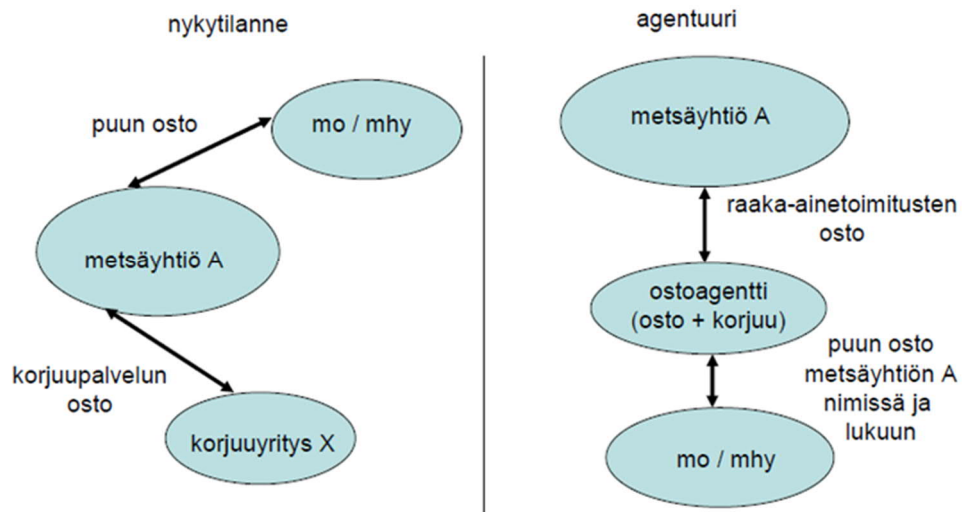 nykytilanne
puun osto
mo / mhy
metsäyhtiö A
korjuupalvelun
osto
korjuuyritys X
agentuuri
metsäyhtiö A
raaka-ainetoimitusten
osto
ostoagentti
(osto + korjuu)
puun osto
metsäyhtiön A
nimissä ja
lukuun
mo / mhy